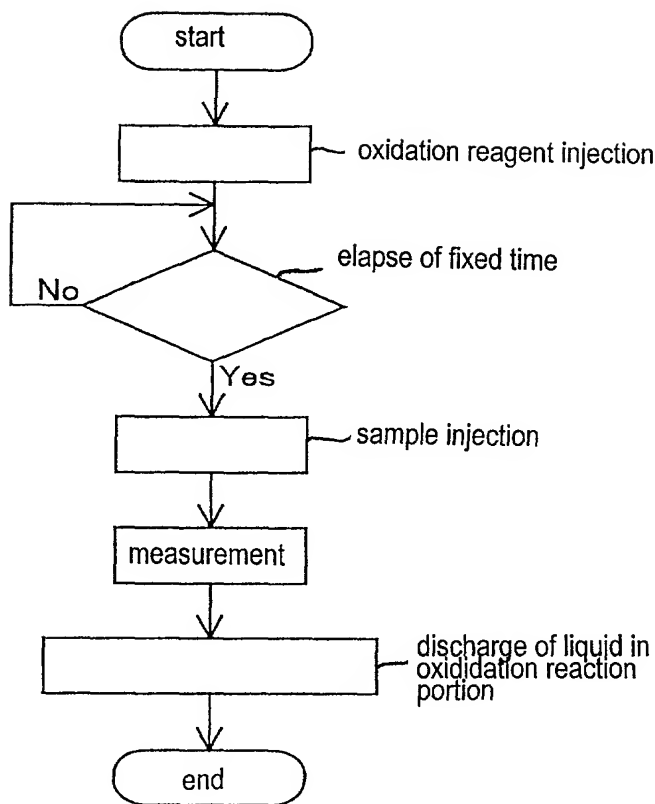 start
oxidation reagent injection
elapse of fixed time
No
Yes
sample injection
measurement
discharge of liquid in
oxididation reaction
portion
end